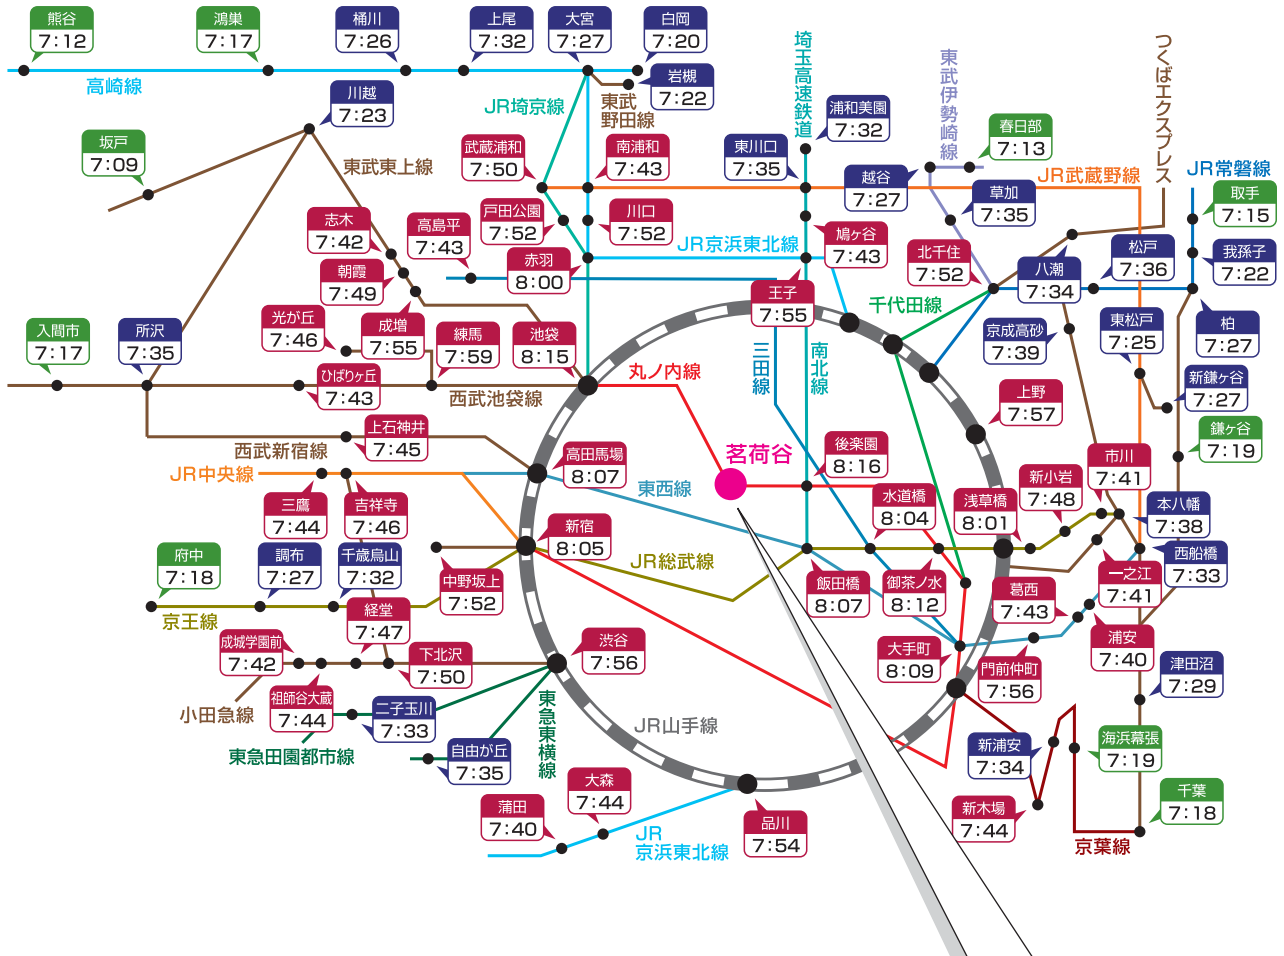 熊谷
7:12
鴻巣
7:17
桶川
7:26
上尾
7:32
大宮
7:27
白岡
7:20
高崎線
岩槻
7:22
川越
7:23
JR埼京線
東武
野田線
埼玉高速鉄道
浦和美園
7:32
東武伊勢崎線
春日部
7:13
つくばエクスプレス
坂戸
7:09
東武東上線
武蔵浦和
7:50
南浦和
7:43
東川口
7:35
越谷
7:27
草加
7:35
JR武蔵野線
JR常磐線
取手
7:15
志木
7:42
高島平
7:43
戸田公園
7:52
川口
7:52
JR京浜東北線
鳩ヶ谷
7:43
北千住
7:52
八潮
7:34
松戸
7:36
我孫子
7:22
朝霞
7:49
赤羽
8:00
王子
7:55
千代田線
光が丘
7:46
成増
7:55
練馬
7:59
池袋
8:15
入間市
7:17
所沢
7:35
三田線
南北線
京成高砂
7:39
東松戸
7:25
柏
7:27
ひばりヶ丘
7:43
西武池袋線
丸ノ内線
新鎌ヶ谷
7:27
上野
7:57
上石神井
7:45
西武新宿線
鎌ヶ谷
7:19
JR中央線
高田馬場
8:07
茗荷谷
後楽園
8:16
市川
7:41
新小岩
7:48
東西線
水道橋
8:04
浅草橋
8:01
本八幡
7:38
三鷹
7:44
吉祥寺
7:46
新宿
8:05
JR総武線
西船橋
7:33
府中
7:18
調布
7:27
千歳烏山
7:32
中野坂上
7:52
飯田橋
8:07
御茶ノ水
8:12
葛西
7:43
一之江
7:41
京王線
経堂
7:47
成城学園前
7:42
下北沢
7:50
渋谷
7:56
大手町
8:09
門前仲町
7:56
浦安
7:40
津田沼
7:29
祖師谷大蔵
7:44
小田急線
二子玉川
7:33
東急田園都市線
自由が丘
7:35
東急東横線
JR山手線
新浦安
7:34
海浜幕張
7:19
大森
7:44
蒲田
7:40
品川
7:54
新木場
7:44
千葉
7:18
JR
京浜東北線
京葉線